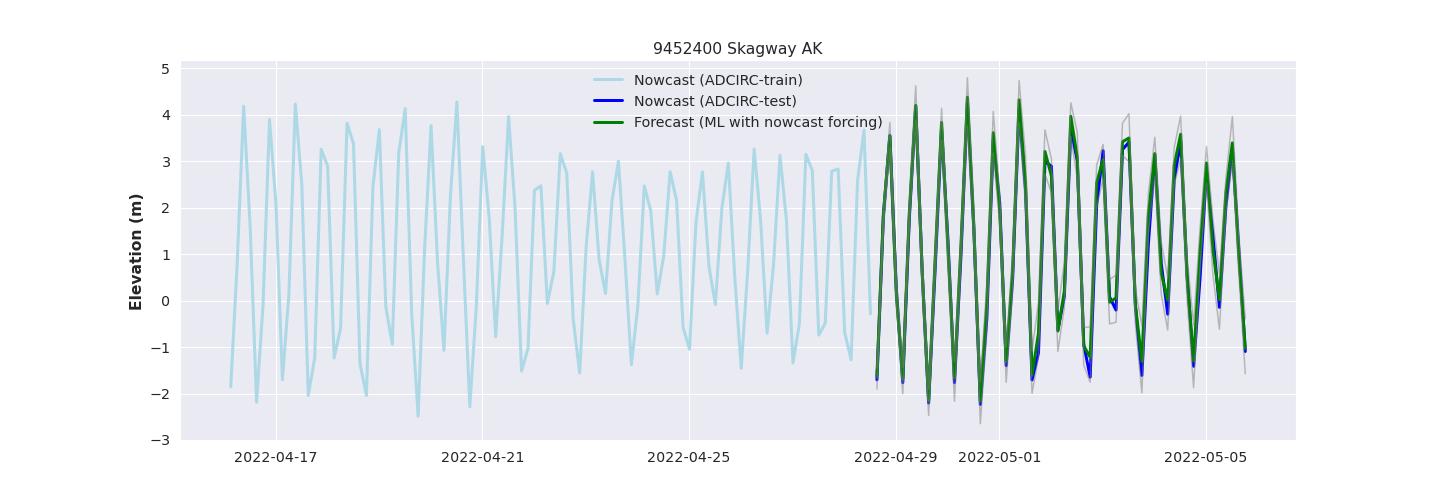 9452400 Skagway AK
Nowcast (ADCIRC-train)
Nowcast (ADCIRC-test)
Forecast (ML with nowcast forcing)
Elevation (m)
5
4
3
2
1
0
−1
−2
−3
2022-04-17 2022-04-21 2022-04-25 2022-04-29 2022-05-01 2022-05-05